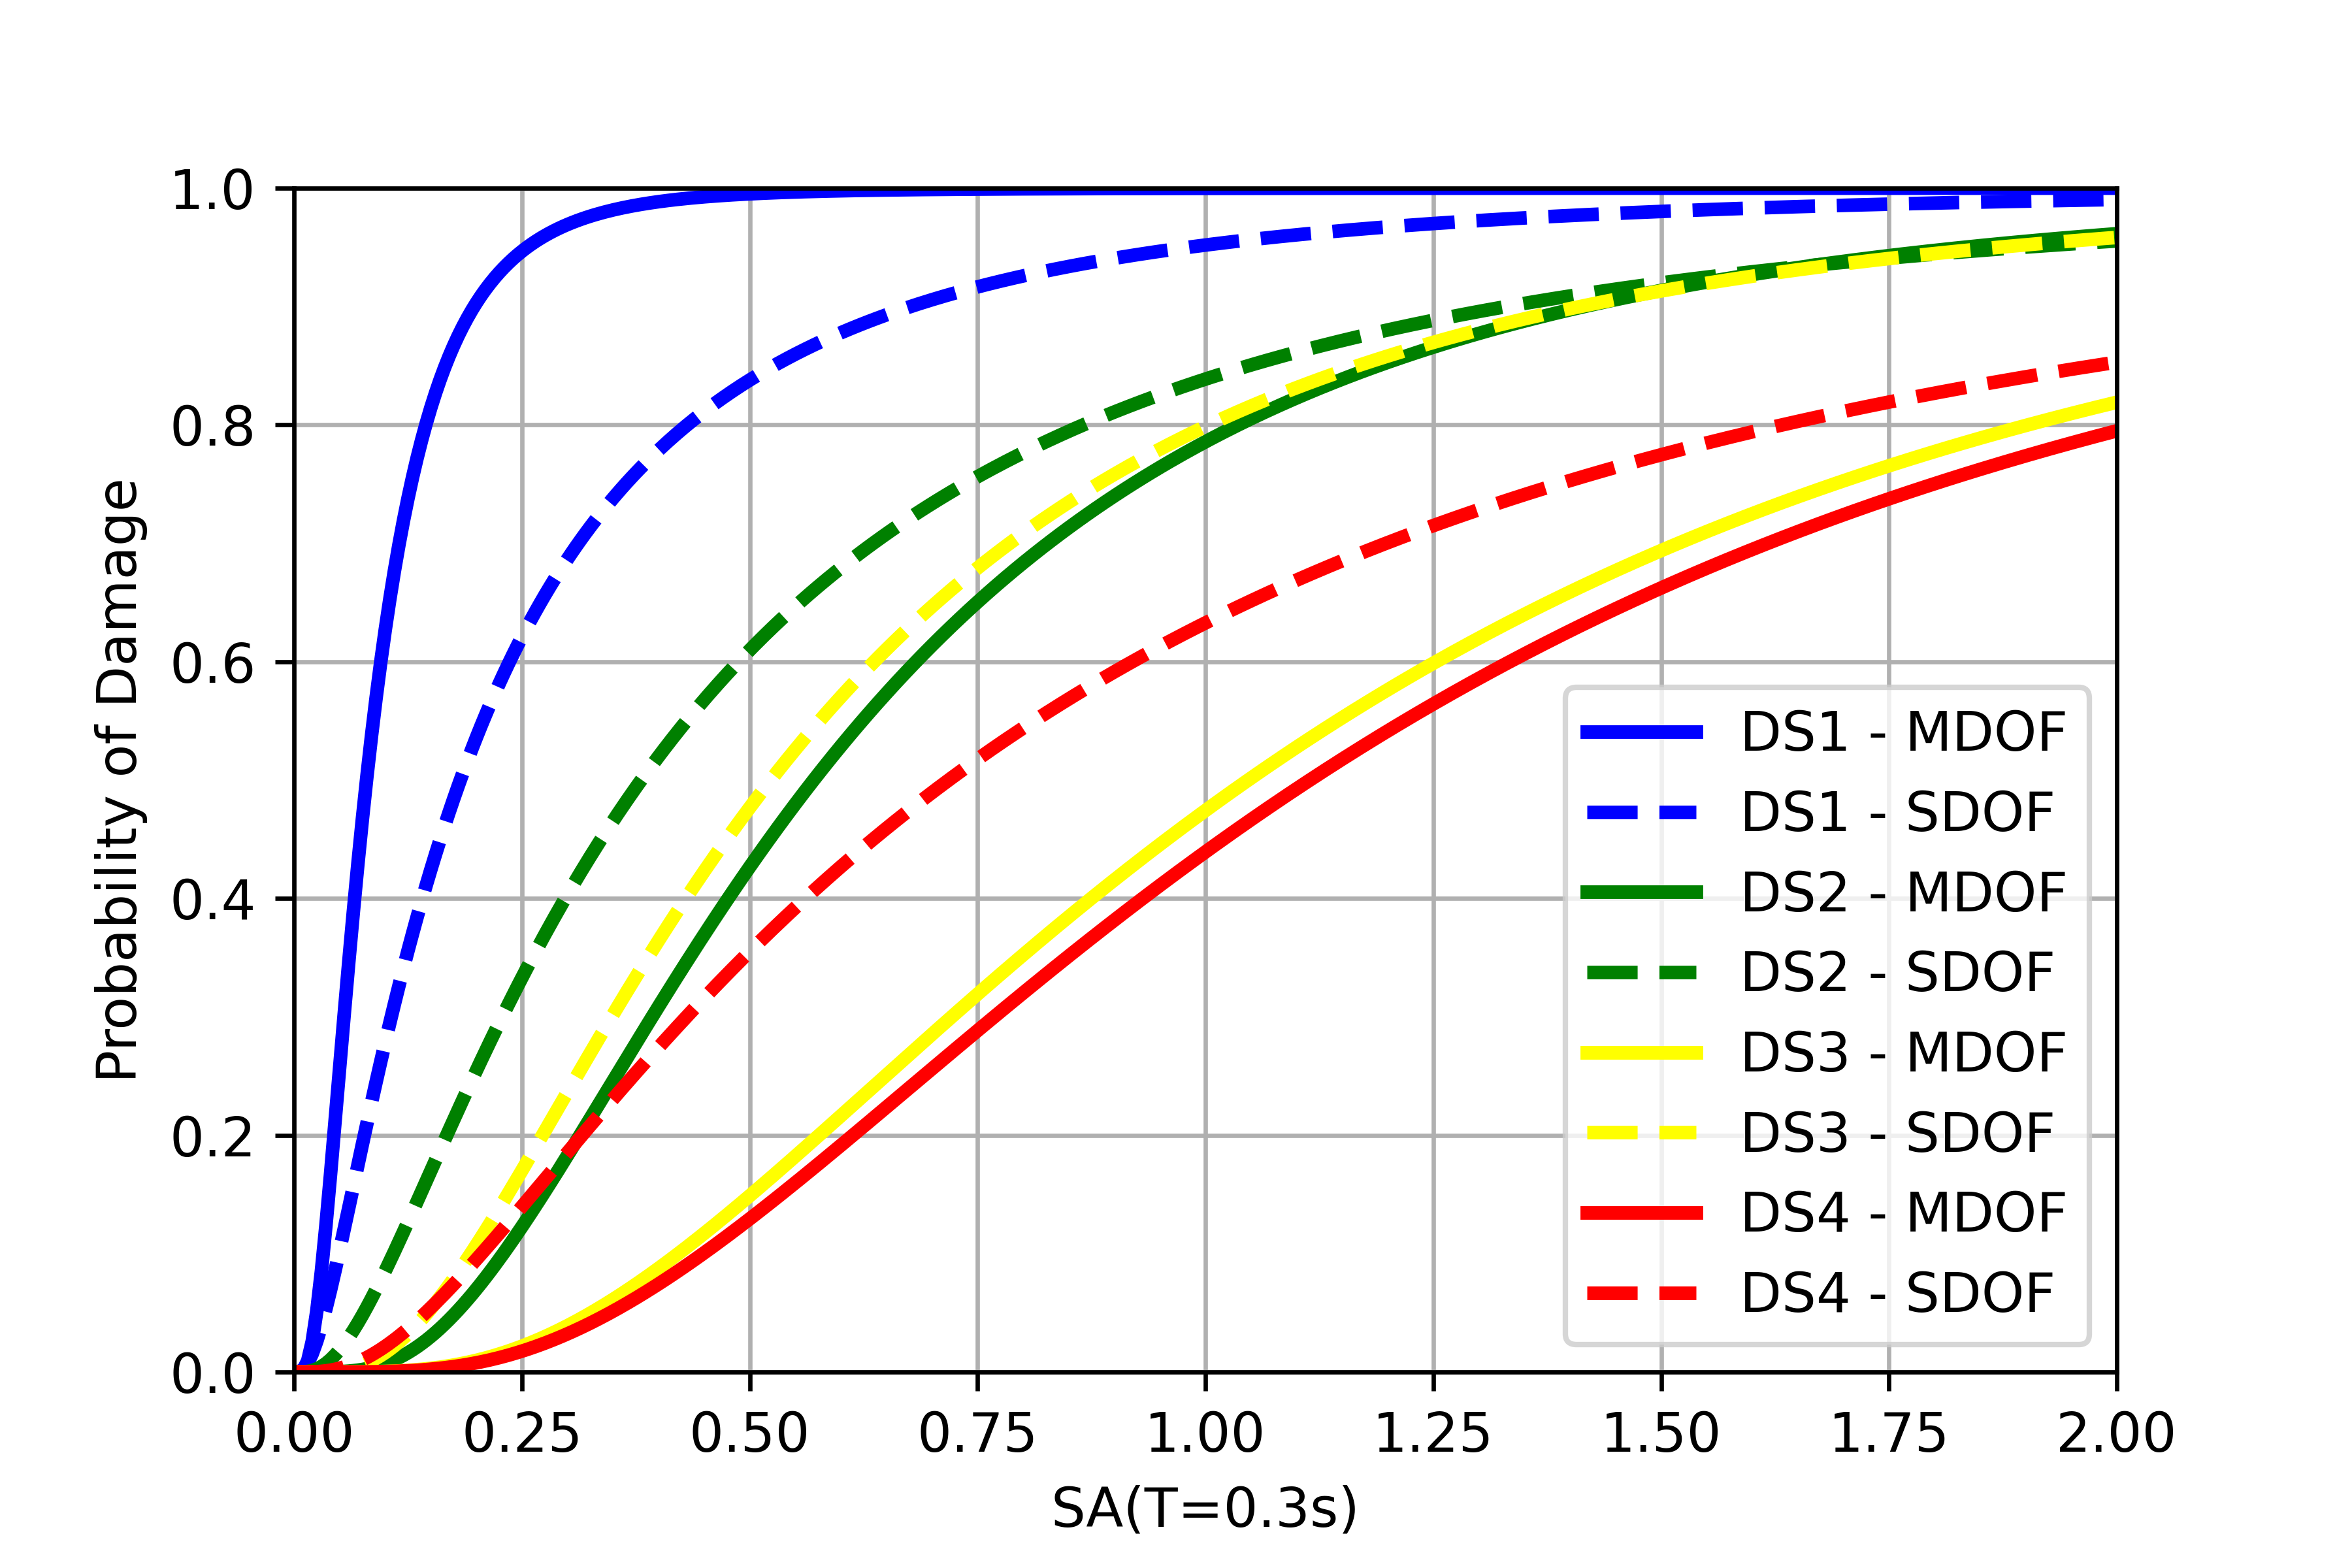 1.0
0.8
0.6
0.4
0.2
0.0
Probability of Damage
0.00 0.25 0.50 0.75 1.00 1.25 1.50 1.75 2.00
SA(T=0.3s)
DS1 - MDOF
DS1 - SDOF
DS2 - MDOF
DS2 - SDOF
DS3 - MDOF
DS3 - SDOF
DS4 - MDOF
DS4 - SDOF